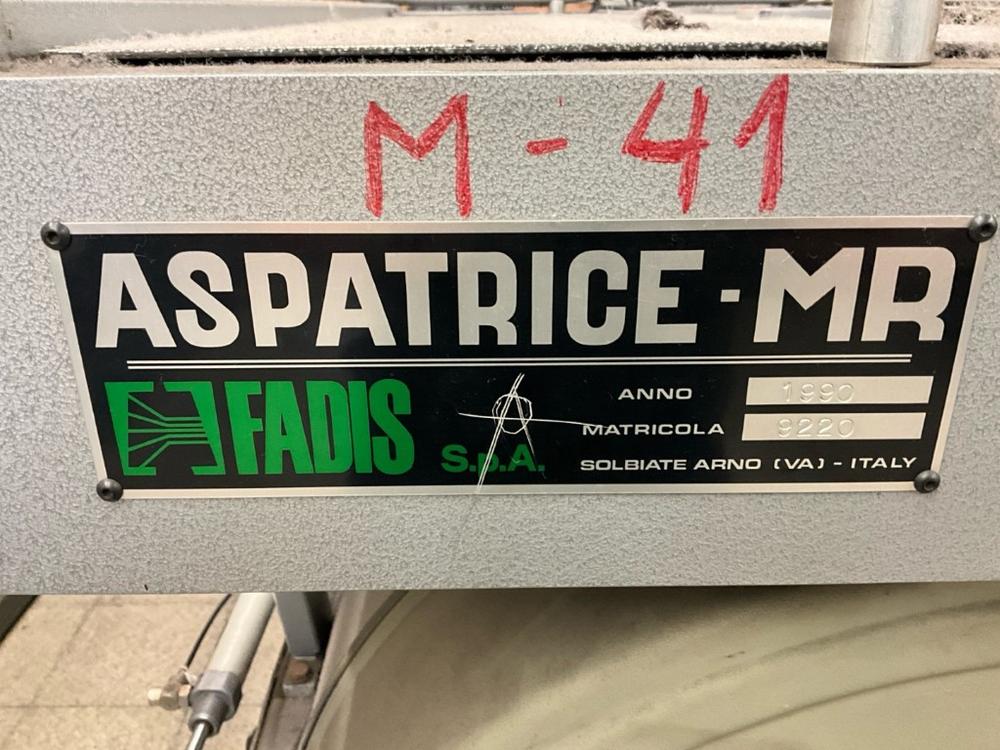 M - 41
ASPATRICE - MR
FADIS S.p.A.
ANNO 1990
MATRICOLA 9220
SOLBIATE ARNO (VA) - ITALY